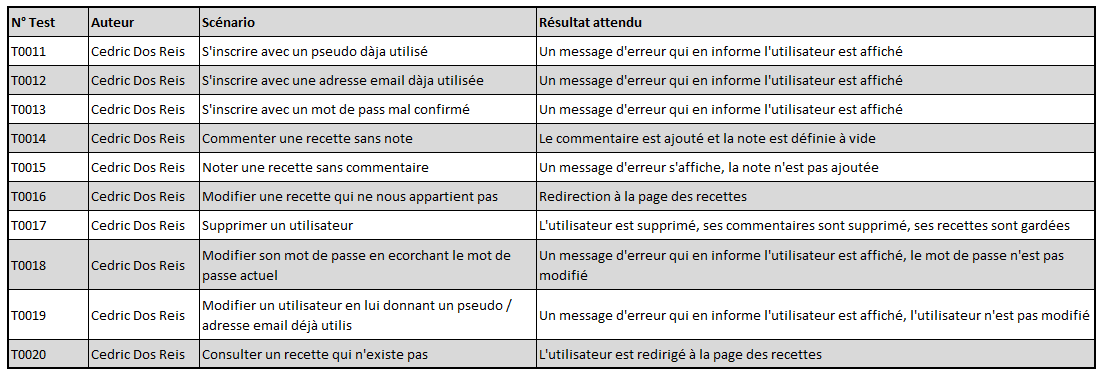 N° Test Auteur Scénario Résultat attendu
T0011 Cedric Dos Reis S'inscrire avec un pseudo dàja utilisé Un message d'erreur qui en informe l'utilisateur est affiché
T0012 Cedric Dos Reis S'inscrire avec une adresse email dàja utilisée Un message d'erreur qui en informe l'utilisateur est affiché
T0013 Cedric Dos Reis S'inscrire avec un mot de pass mal confirmé Un message d'erreur qui en informe l'utilisateur est affiché
T0014 Cedric Dos Reis Commenter une recette sans note Le commentaire est ajouté et la note est définie à vide
T0015 Cedric Dos Reis Noter une recette sans commentaire Un message d'erreur s'affiche, la note n'est pas ajoutée
T0016 Cedric Dos Reis Modifier une recette qui ne nous appartient pas Redirection à la page des recettes
T0017 Cedric Dos Reis Supprimer un utilisateur L'utilisateur est supprimé, ses commentaires sont supprimé, ses recettes sont gardées
T0018 Cedric Dos Reis Modifier son mot de passe en ecorchant le mot de
passe actuel Un message d'erreur qui en informe l'utilisateur est affiché, le mot de passe n'est pas
modifié
T0019 Cedric Dos Reis Modifier un utilisateur en lui donnant un pseudo /
adresse email déjà utilis Un message d'erreur qui en informe l'utilisateur est affiché, l'utilisateur n'est pas modifié
T0020 Cedric Dos Reis Consulter un recette qui n'existe pas L'utilisateur est redirigé à la page des recettes